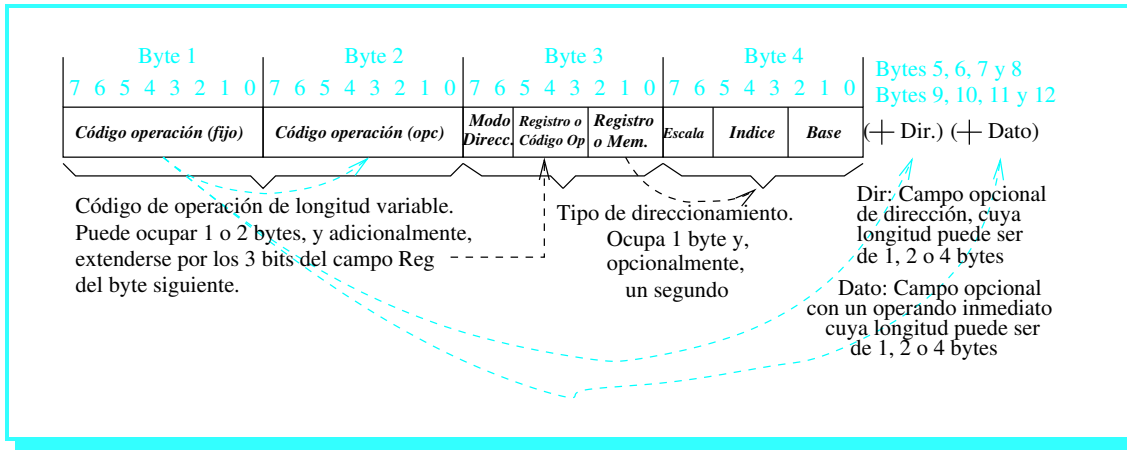 Byte 1 Byte 2 Byte 3 Byte 4
Bytes 5, 6, 7 y 8
7 6 5 4 3 2 1 0 7 6 5 4 3 2 1 0 7 6 5 4 3 2 1 0 7 6 5 4 3 2 1 0
Bytes 9, 10, 11 y 12
Código operación (fijo)
Código operación (opc)
Modo
Direcc.
Registro o
Código Op
Registro
o Mem.
Escala
Indice
Base
(+ Dir.) (+ Dato)
Código de operación de longitud variable.
Puede ocupar 1 o 2 bytes, y adicionalmente,
extenderse por los 3 bits del campo Reg
del byte siguiente.
Tipo de direccionamiento.
Ocupa 1 byte y,
opcionalmente,
un segundo
Dir: Campo opcional
de dirección, cuya
longitud puede ser
de 1, 2 o 4 bytes
Dato: Campo opcional
con un operando inmediato
cuya longitud puede ser
de 1, 2 o 4 bytes